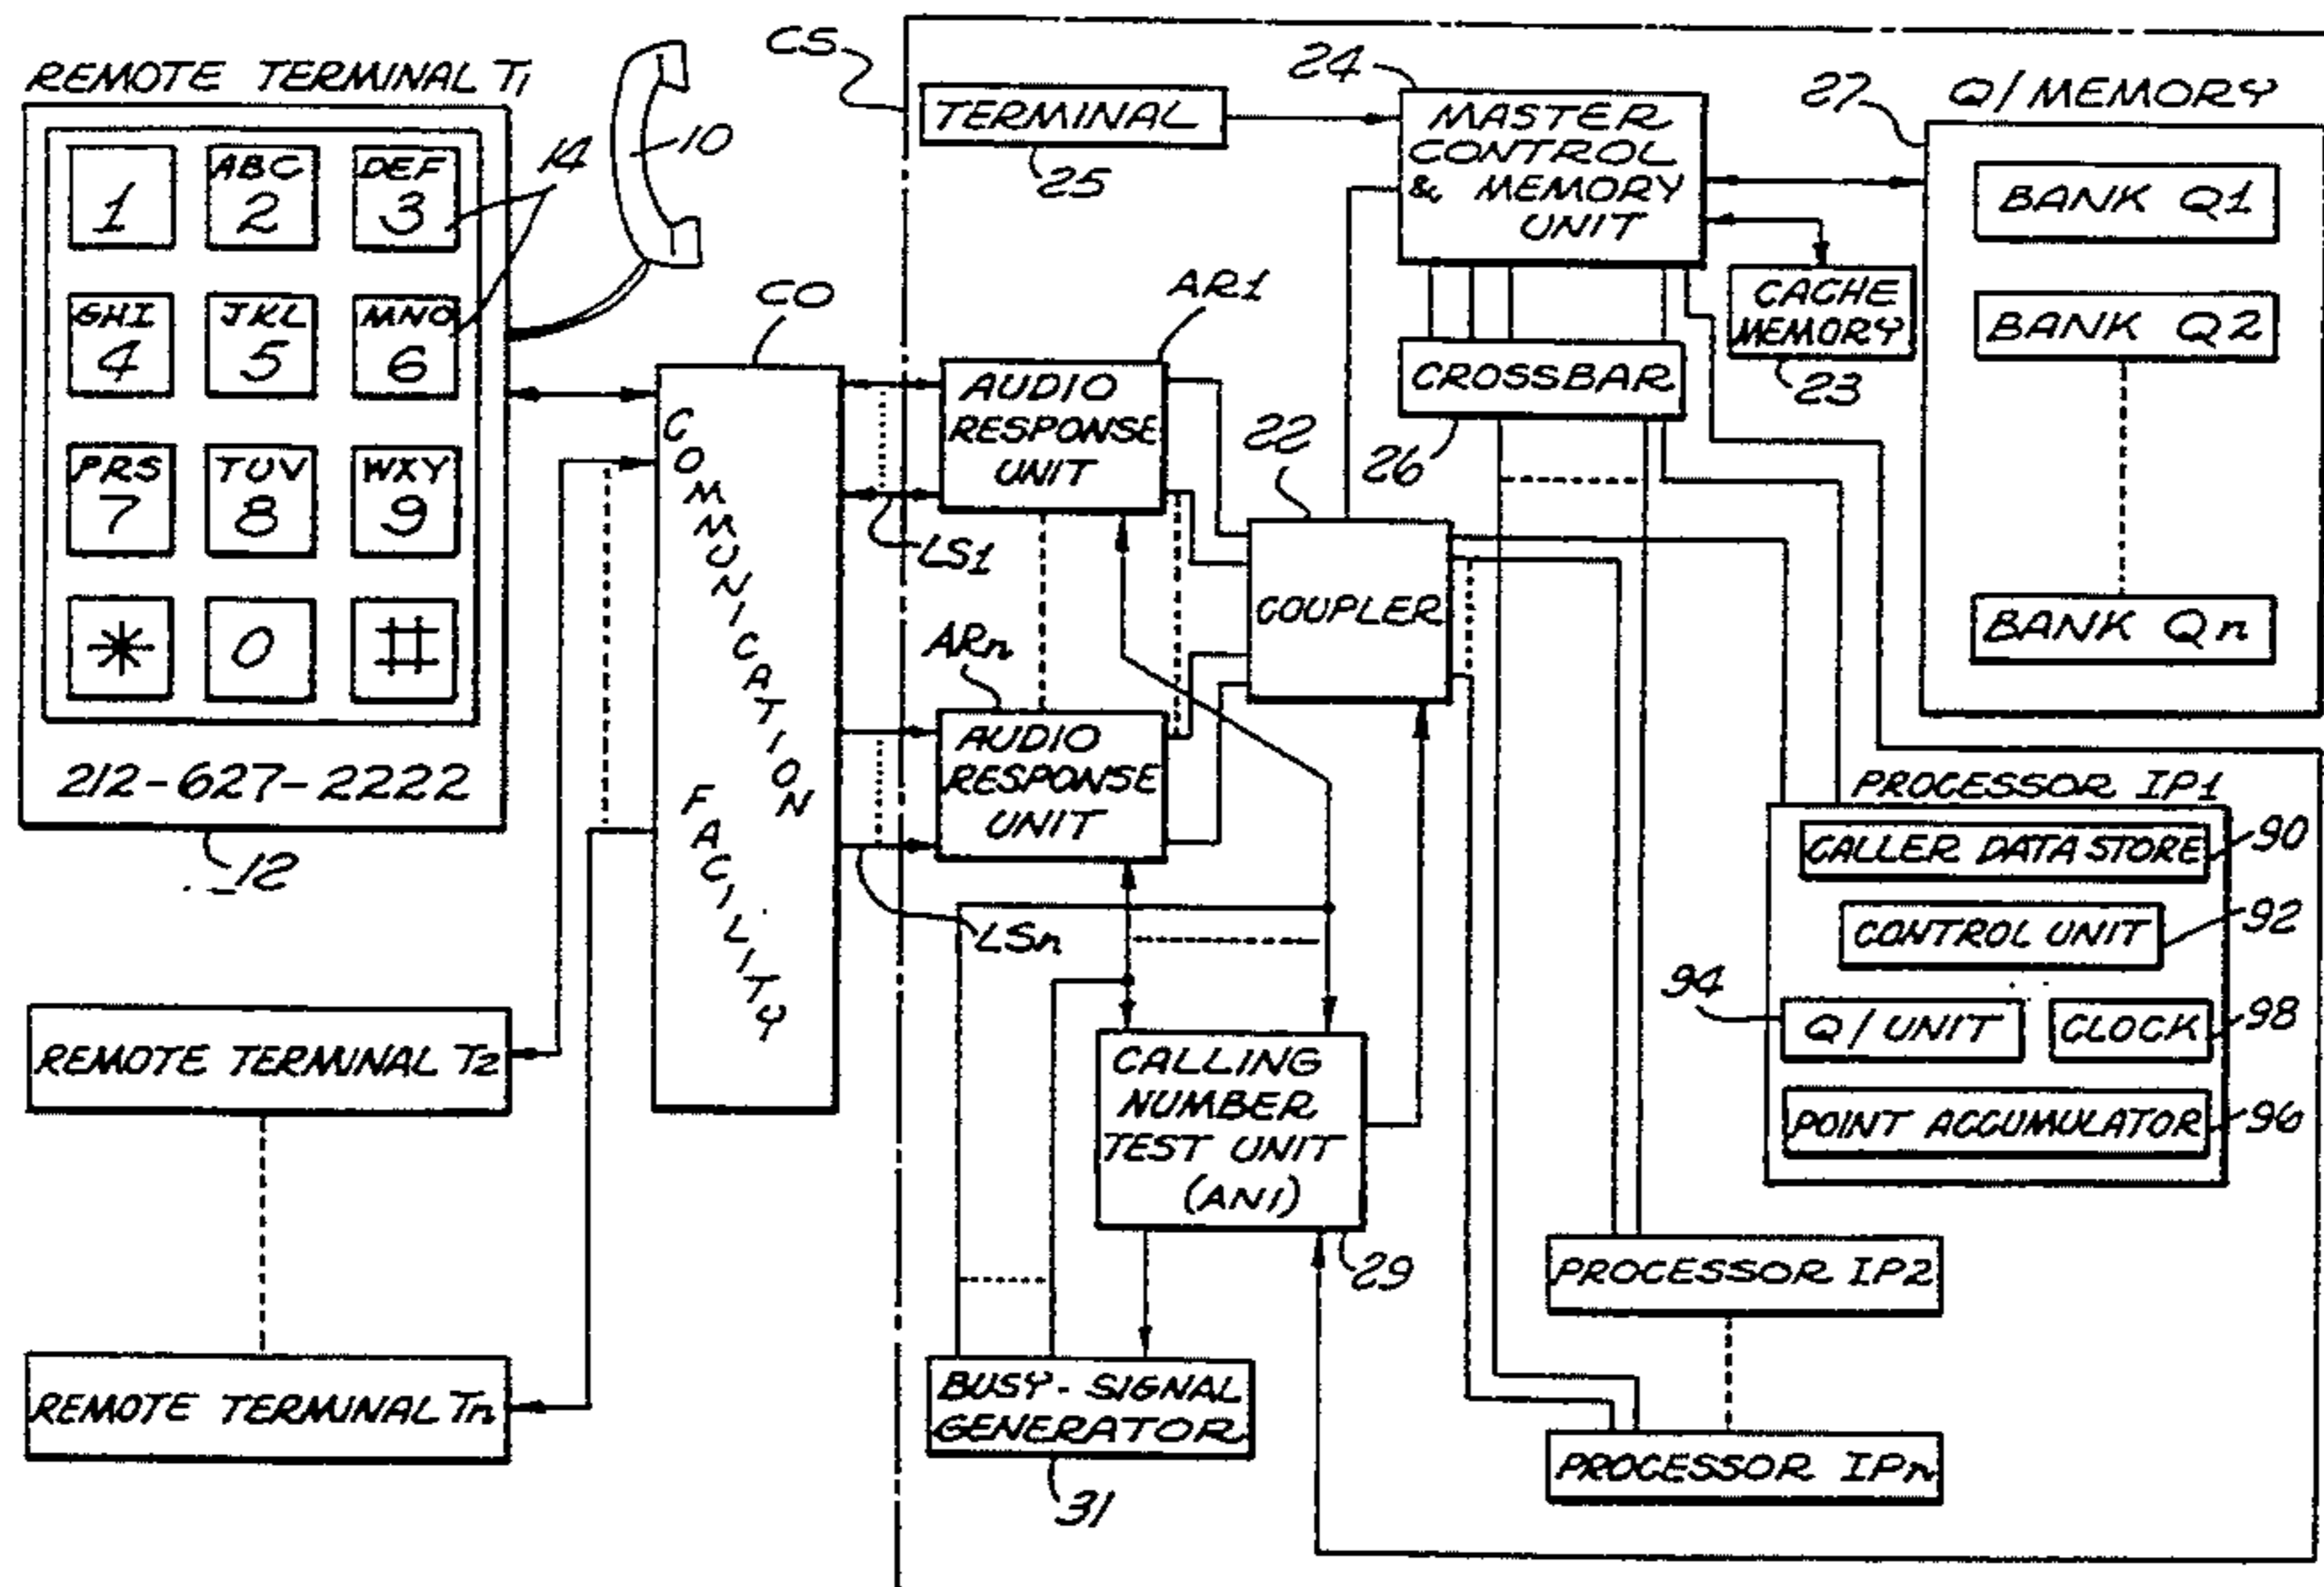 REMOTE TERMINAL T1
1
ABC
2
DEF
3
14
10
GHI
4
JKL
5
MNO
6
PRS
7
TUV
8
WXY
9
*
0
#
212-627-2222
12
REMOTE TERMINAL T2
REMOTE TERMINAL Tn
CO
COMMUNICATION
FACILITY
CS
TERMINAL
25
24
MASTER
CONTROL
& MEMORY
UNIT
27
Q/MEMORY
BANK Q1
BANK Q2
BANK Qn
CACHE
MEMORY
23
CROSSBAR
26
AR1
AUDIO
RESPONSE
UNIT
LS1
22
COUPLER
ARn
AUDIO
RESPONSE
UNIT
LSn
CALLING
NUMBER
TEST UNIT
(ANI)
29
BUSY-SIGNAL
GENERATOR
31
PROCESSOR IP1
CALLER DATA STORE
90
CONTROL UNIT
92
94
Q/UNIT
CLOCK
98
POINT ACCUMULATOR
96
PROCESSOR IP2
PROCESSOR IPn